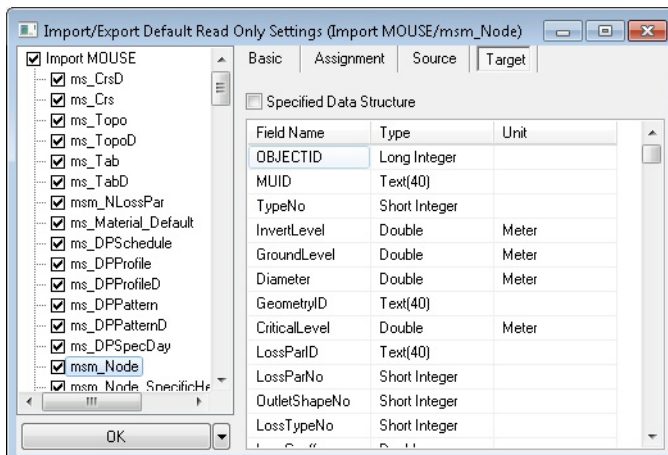 Import/Export Default Read Only Settings (Import MOUSE/msm_Node)
Import MOUSE
ms_CrsD
ms_Crs
ms_Topo
ms_TopoD
ms_Tab
ms_TabD
msm_NLossPar
ms_Material_Default
ms_DPSchedule
ms_DPProfile
ms_DPProfileD
ms_DPPattern
ms_DPPatternD
ms_DPSpecDay
msm_Node
OK
Basic Assignment Source Target
Specified Data Structure
Field Name Type Unit
OBJECTID Long Integer
MUID Text(40)
TypeNo Short Integer
InvertLevel Double Meter
GroundLevel Double Meter
Diameter Double Meter
GeometryID Text(40)
CriticalLevel Double Meter
LossParID Text(40)
LossParNo Short Integer
OutletShapeNo Short Integer
LossTypeNo Short Integer